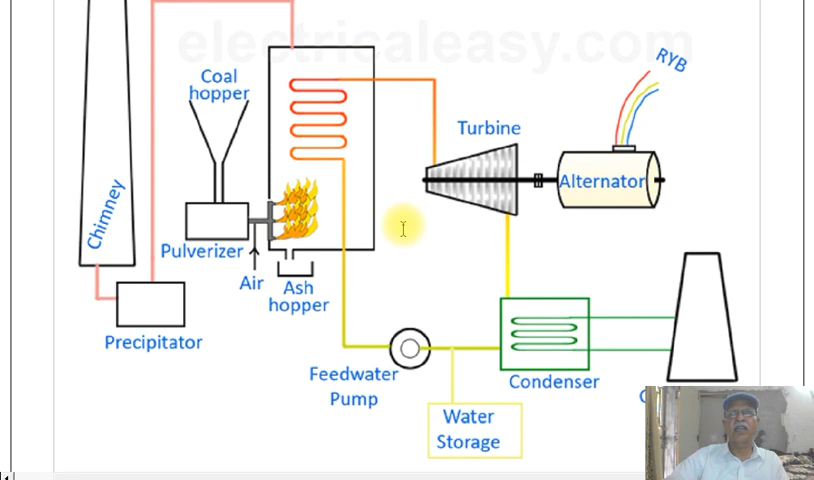 electricaleasy.com
RYB
Coal
hopper
Turbine
Alternator
Chimney
Pulverizer
Air
Ash
hopper
Precipitator
Feedwater
Pump
Condenser
Water
Storage